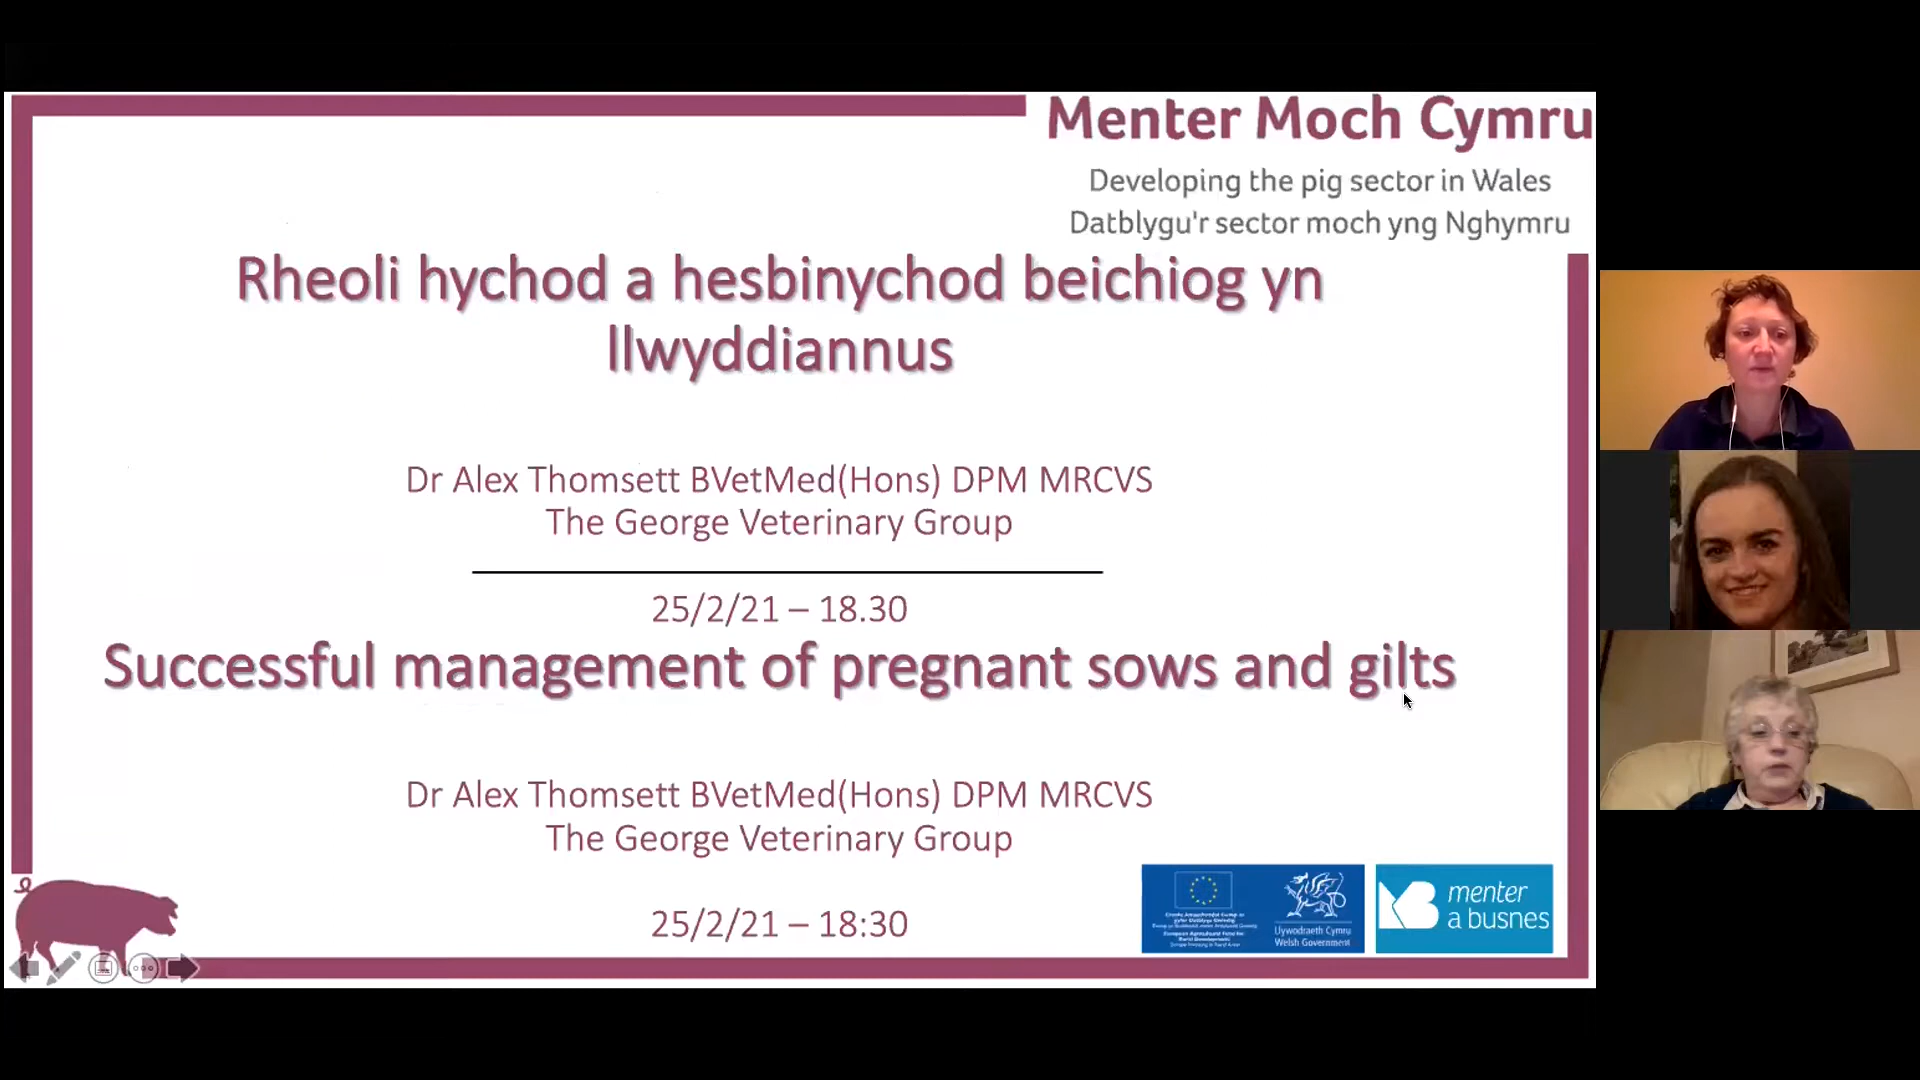 Menter Moch Cymru
Developing the pig sector in Wales
Datblygu'r sector moch yng Nghymru
Rheoli hychod a hesbinychod beichiog yn
llwyddiannus
Dr Alex Thomsett BVetMed(Hons) DPM MRCVS
The George Veterinary Group
25/2/21 – 18.30
Successful management of pregnant sows and gilts
Dr Alex Thomsett BVetMed(Hons) DPM MRCVS
The George Veterinary Group
25/2/21 – 18:30
Llywodraeth Cymru
Welsh Government
menter
a busnes